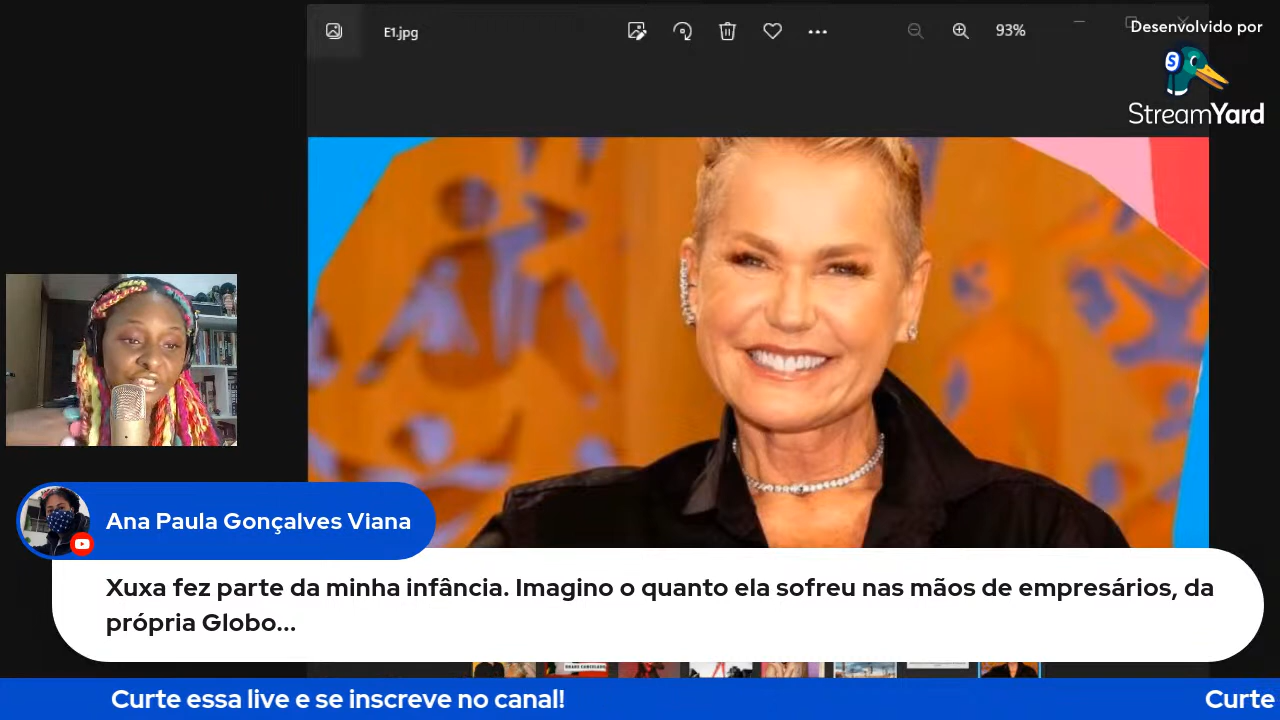 E1.jpg
93%
Desenvolvido por
StreamYard
Ana Paula Gonçalves Viana
Xuxa fez parte da minha infância. Imagino o quanto ela sofreu nas mãos de empresários, da
própria Globo...
Curte essa live e se inscreve no canal!
Curte